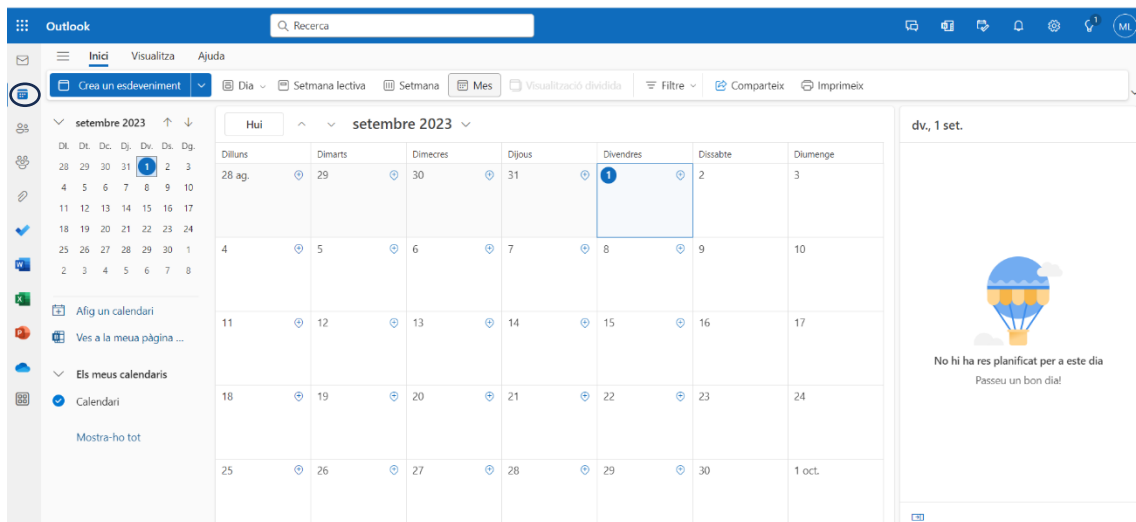 Outlook
Recerca
1
ML
Inici Visualitza Ajuda
Crea un esdeveniment Dia Setmana lectiva Setmana Mes Visualització dividida Filtre Comparteix Imprimeix
setembre 2023
Dl. Dt. Dc. Dj. Dv. Ds. Dg.
28 29 30 31 1 2 3
4 5 6 7 8 9 10
11 12 13 14 15 16 17
18 19 20 21 22 23 24
25 26 27 28 29 30 1
2 3 4 5 6 7 8
Afig un calendari
Ves a la meua pàgina ...
Els meus calendaris
Calendari
Mostra-ho tot
Hui setembre 2023
Dilluns Dimarts Dimecres Dijous Divendres Dissabte Diumenge
28 ag. 29 30 31 1 2 3
4 5 6 7 8 9 10
11 12 13 14 15 16 17
18 19 20 21 22 23 24
25 26 27 28 29 30 1 oct.
dv., 1 set.
No hi ha res planificat per a este dia
Passeu un bon dia!